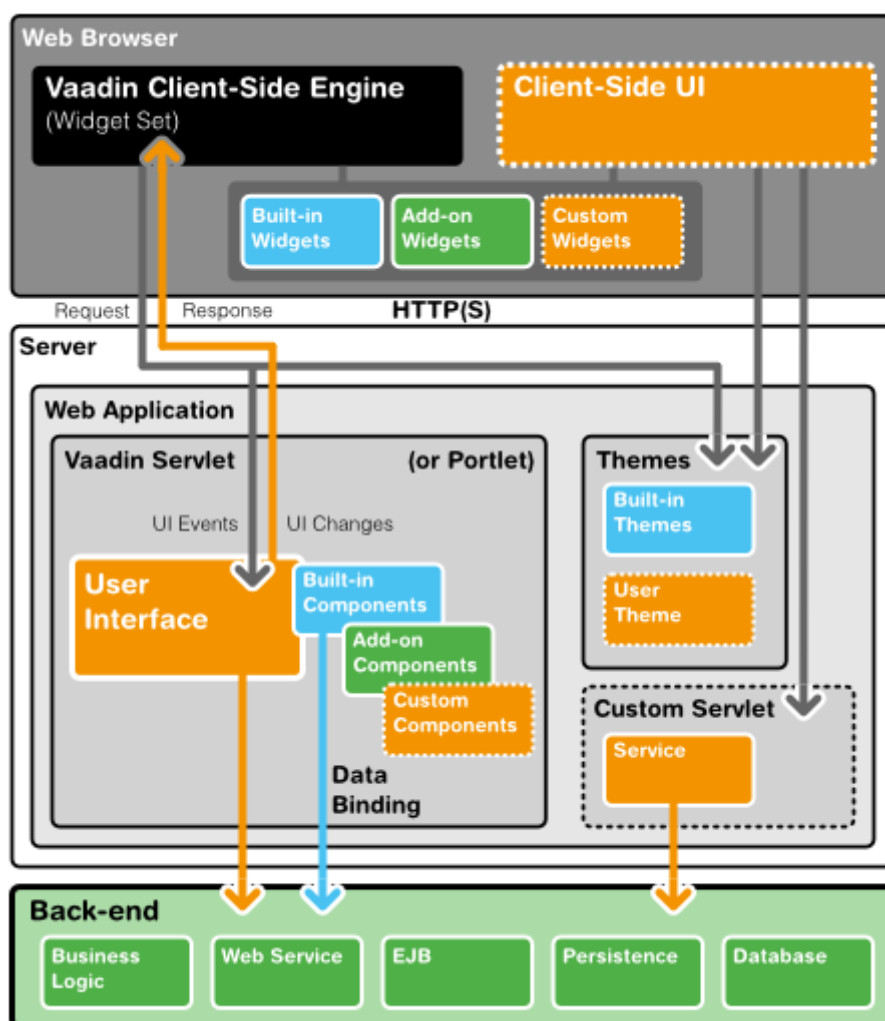 Web Browser
Vaadin Client-Side Engine
(Widget Set)
Client-Side UI
Built-in
Widgets
Add-on
Widgets
Custom
Widgets
Request
Response
HTTP(S)
Server
Web Application
Vaadin Servlet
(or Portlet)
UI Events
UI Changes
User
Interface
Built-in
Components
Add-on
Components
Custom
Components
Data
Binding
Themes
Built-in
Themes
User
Theme
Custom Servlet
Service
Back-end
Business
Logic
Web Service
EJB
Persistence
Database